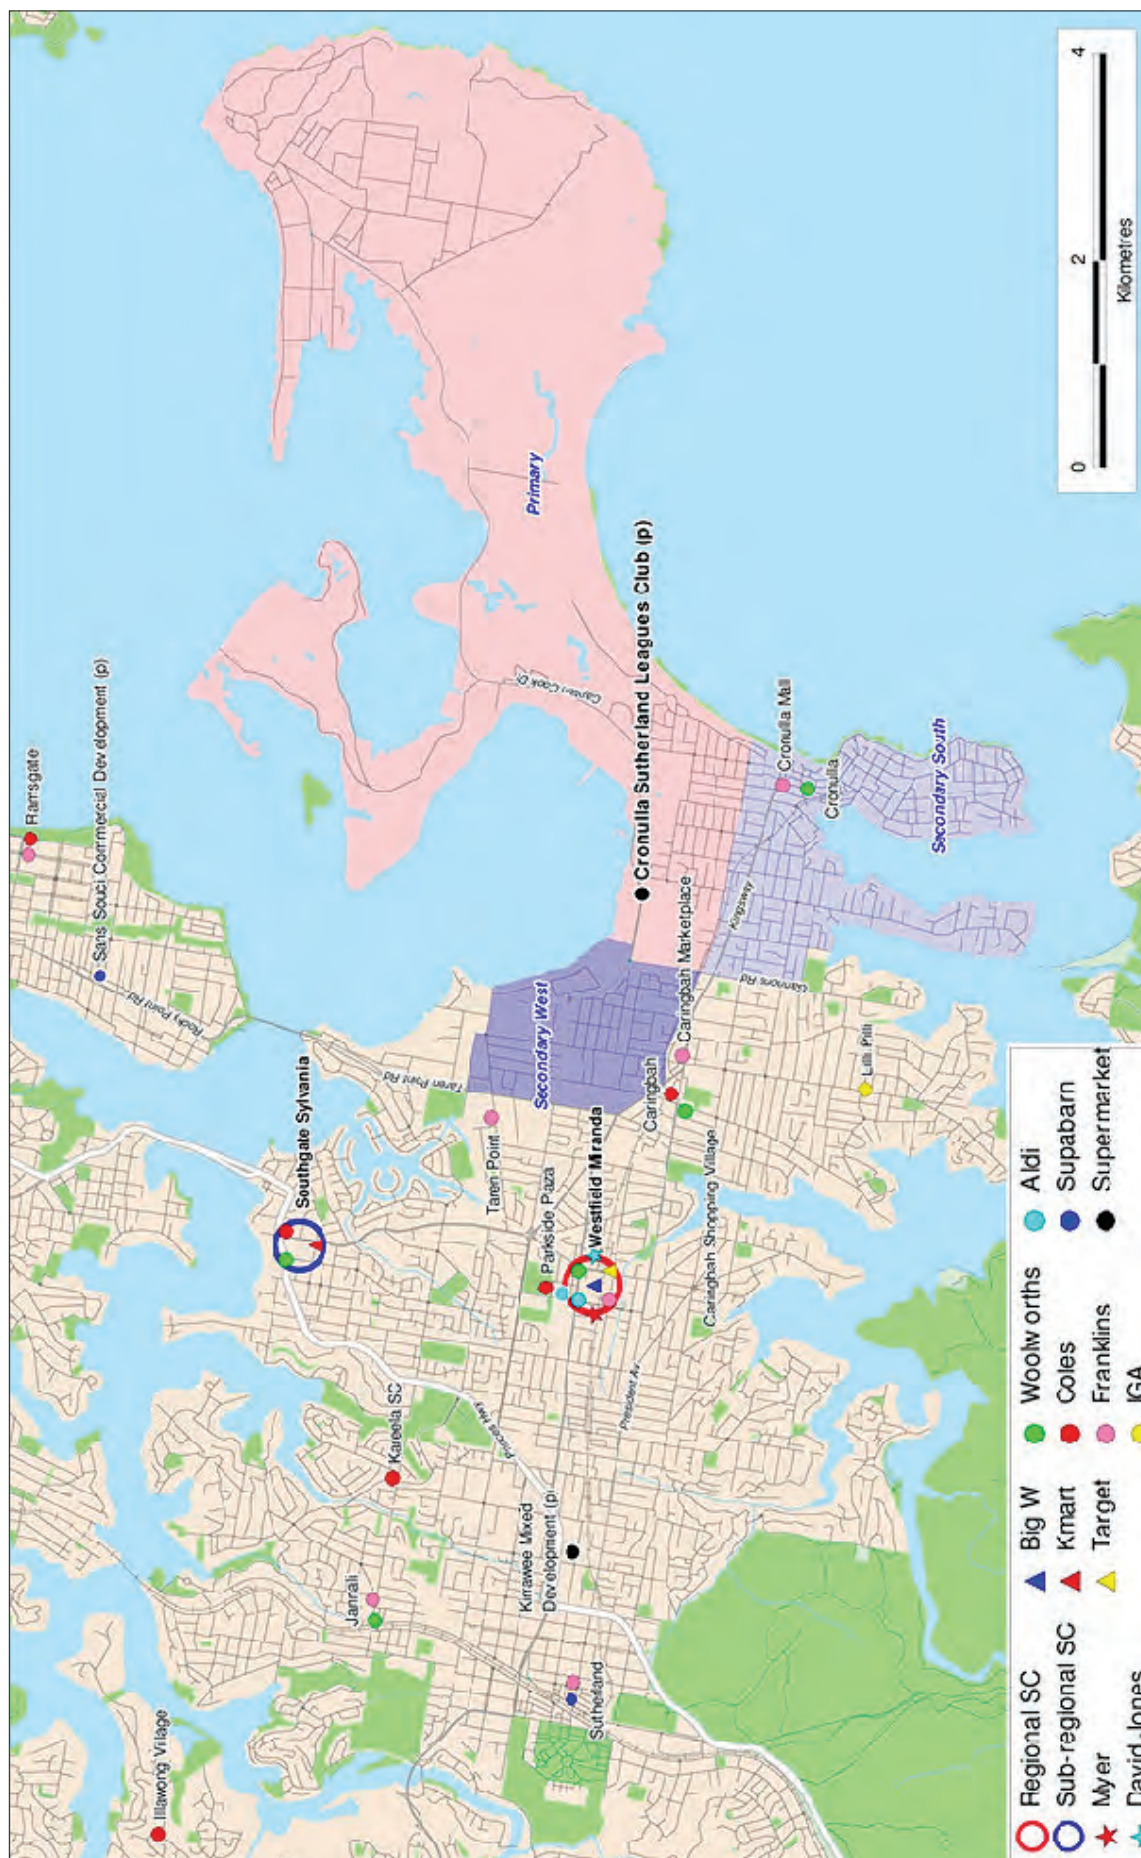 Ramsgate
Sans Souci Commercial Development (p)
Rocky Point Rd
Illawong Village
Southgate Sylvania
Taren Point Rd
Kareela SC
Jannali
Princes Hwy
Taren Point
Parkside Plaza
Secondary West
Primary
Captain Cook Dr
Kirrawee Mixed
Development (p)
Westfield Miranda
Cronulla Sutherland Leagues Club (p)
Sutherland
President Av
Caringbah
Caringbah Marketplace
Caringbah Shopping Village
Kingsway
Gannons Rd
Cronulla Mall
Cronulla
Lilli Pilli
Secondary South
0 2 4
Kilometres
Regional SC
Sub-regional SC
Myer
David Jones
Big W
Kmart
Target
Woolworths
Coles
Franklins
IGA
Aldi
Supabarn
Supermarket